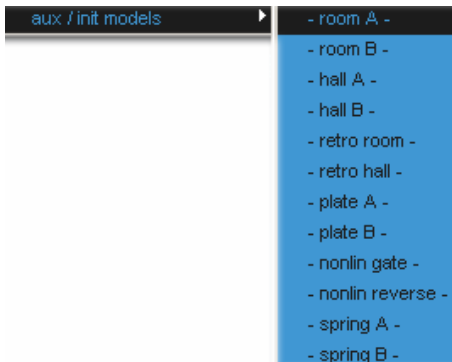 aux / init models
- room A -
- room B -
- hall A -
- hall B -
- retro room -
- retro hall -
- plate A -
- plate B -
- nonlin gate -
- nonlin reverse -
- spring A -
- spring B -